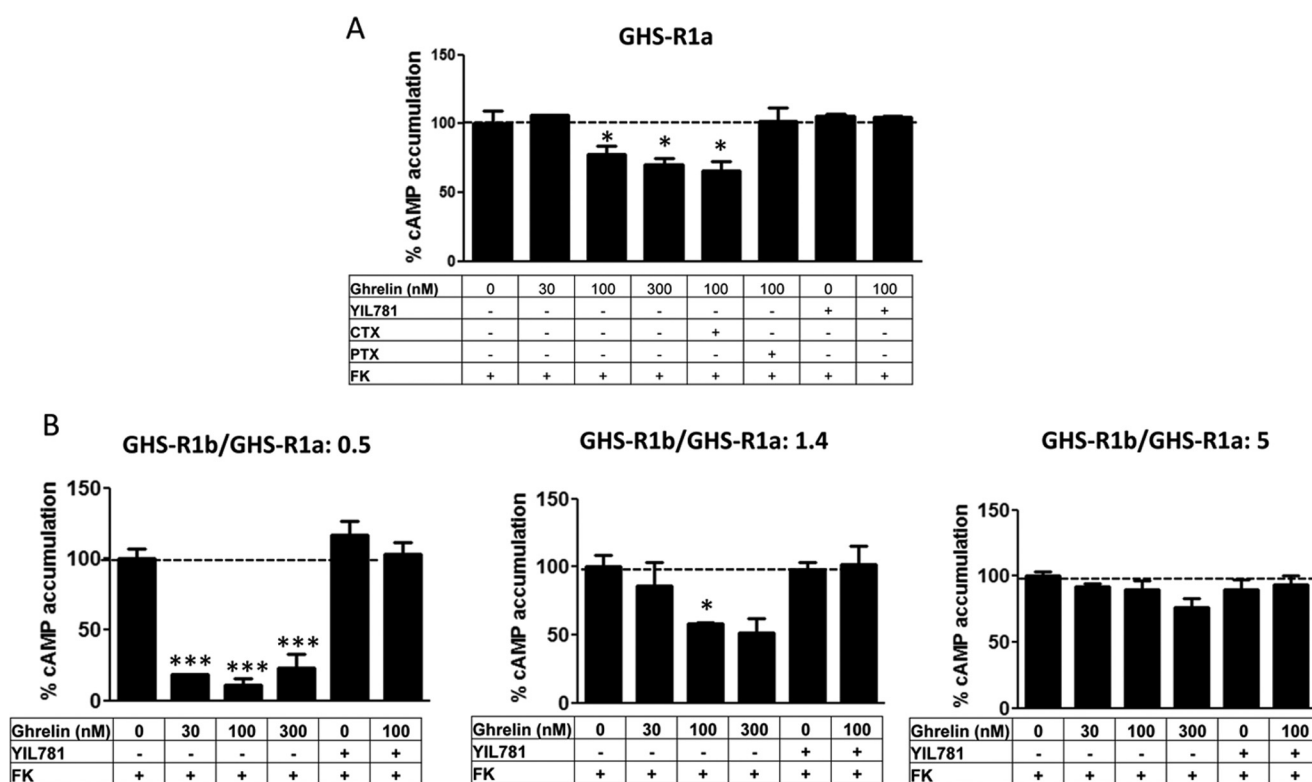 A
GHS-R1a
% cAMP accumulation
150
100
50
0
* * *
Ghrelin (nM) 0 30 100 300 100 100 0 100
YIL781 - - - - - - + +
CTX - - - - + - - -
PTX - - - - - + - -
FK + + + + + + + +
B
GHS-R1b/GHS-R1a: 0.5
% cAMP accumulation
150
100
50
0
*** *** ***
Ghrelin (nM) 0 30 100 300 0 100
YIL781 - - - - + +
FK + + + + + +
GHS-R1b/GHS-R1a: 1.4
% cAMP accumulation
150
100
50
0
*
Ghrelin (nM) 0 30 100 300 0 100
YIL781 - - - - + +
FK + + + + + +
GHS-R1b/GHS-R1a: 5
% cAMP accumulation
150
100
50
0
Ghrelin (nM) 0 30 100 300 0 100
YIL781 - - - - + +
FK + + + + + +